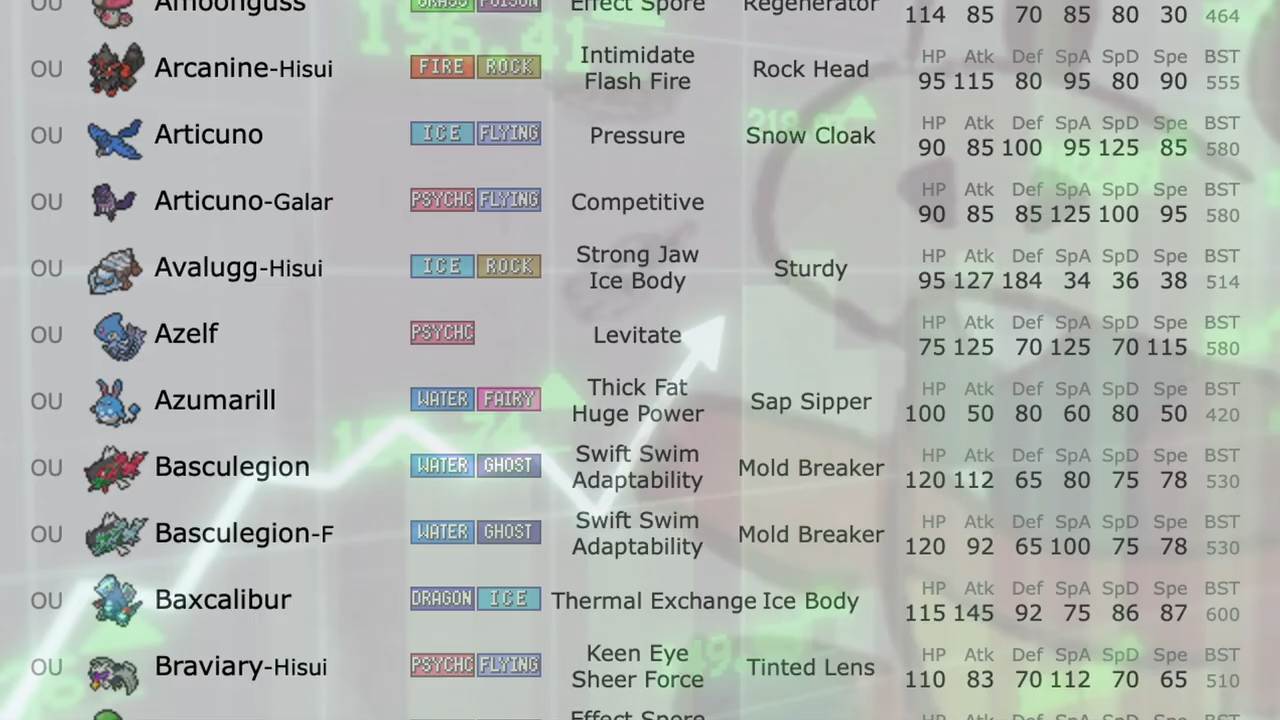 OU Amoonguss GRASS POISON Effect Spore Regenerator 114 85 70 85 80 30 464
OU Arcanine-Hisui FIRE ROCK Intimidate Flash Fire Rock Head HP Atk Def SpA SpD Spe BST 95 115 80 95 80 90 555
OU Articuno ICE FLYING Pressure Snow Cloak HP Atk Def SpA SpD Spe BST 90 85 100 95 125 85 580
OU Articuno-Galar PSYCHC FLYING Competitive HP Atk Def SpA SpD Spe BST 90 85 85 125 100 95 580
OU Avalugg-Hisui ICE ROCK Strong Jaw Ice Body Sturdy HP Atk Def SpA SpD Spe BST 95 127 184 34 36 38 514
OU Azelf PSYCHC Levitate HP Atk Def SpA SpD Spe BST 75 125 70 125 70 115 580
OU Azumarill WATER FAIRY Thick Fat Huge Power Sap Sipper HP Atk Def SpA SpD Spe BST 100 50 80 60 80 50 420
OU Basculegion WATER GHOST Swift Swim Adaptability Mold Breaker HP Atk Def SpA SpD Spe BST 120 112 65 80 75 78 530
OU Basculegion-F WATER GHOST Swift Swim Adaptability Mold Breaker HP Atk Def SpA SpD Spe BST 120 92 65 100 75 78 530
OU Baxcalibur DRAGON ICE Thermal Exchange Ice Body HP Atk Def SpA SpD Spe BST 115 145 92 75 86 87 600
OU Braviary-Hisui PSYCHC FLYING Keen Eye Sheer Force Tinted Lens HP Atk Def SpA SpD Spe BST 110 83 70 112 70 65 510
Effect Spore HP Atk Def SpA SpD Spe BST
196.41